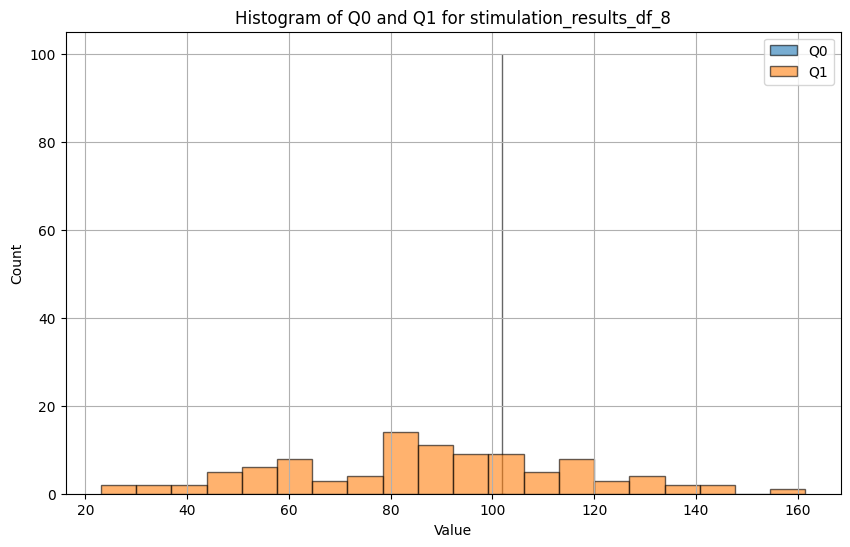 Histogram of Q0 and Q1 for stimulation_results_df_8
Q0
Q1
100
80
60
40
20
0
Count
20 40 60 80 100 120 140 160
Value